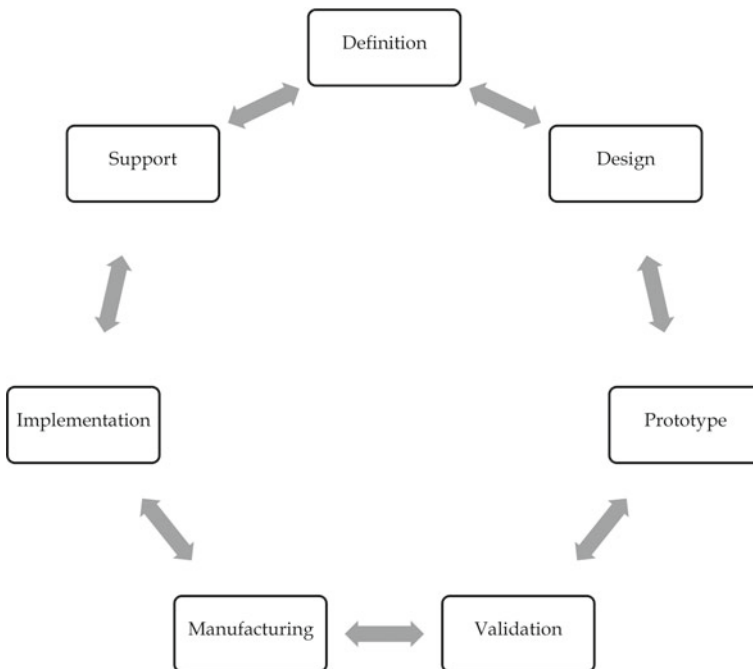 Definition
Design
Prototype
Validation
Manufacturing
Implementation
Support